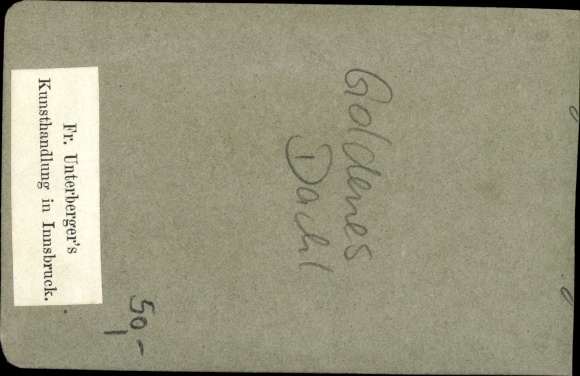 Fr. Unterberger's
Kunsthandlung in Innsbruck.
Goldenes
Dachl
50,-